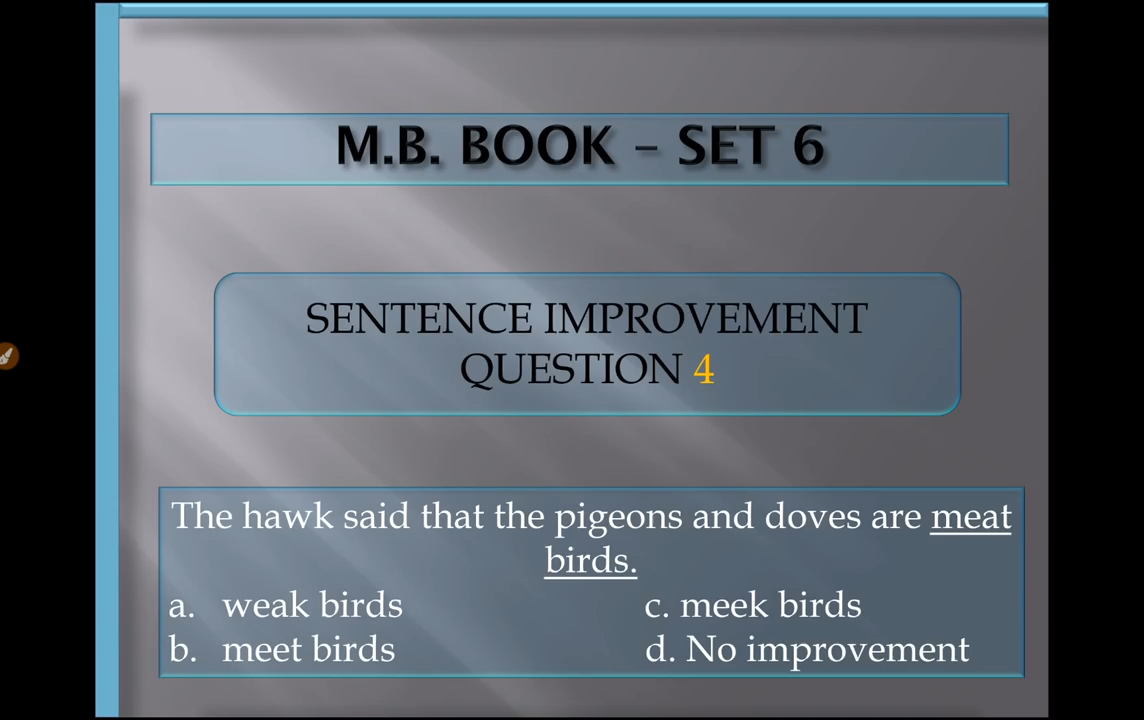 M.B. BOOK – SET 6
SENTENCE IMPROVEMENT
QUESTION 4
The hawk said that the pigeons and doves are meat
birds.
a. weak birds c. meek birds
b. meet birds d. No improvement